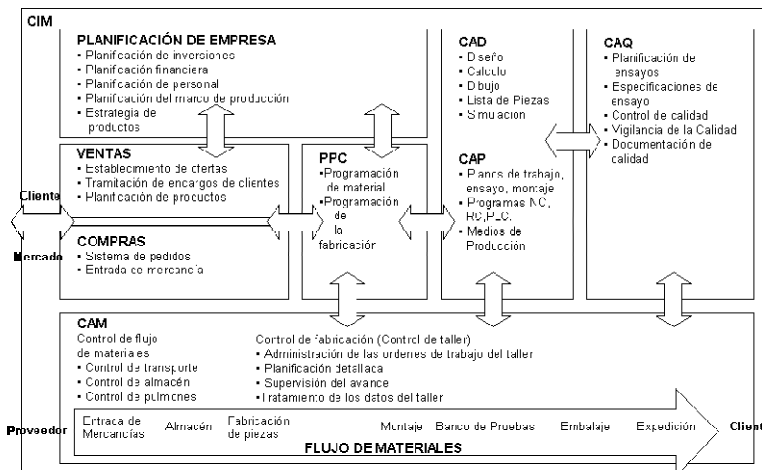 CIM
PLANIFICACIÓN DE EMPRESA
▪ Planificación de inversiones
▪ Planificación financiera
▪ Planificación de personal
▪ Planificación del marco de producción
▪ Estrategia de
productos
VENTAS
▪ Establecimiento de ofertas
▪ Tramitación de encargos de clientes
▪ Planificación de productos
Cliente
Mercado
COMPRAS
▪ Sistema de pedidos
▪ Entrada de mercancía
PPC
▪Programación
de material
▪Programación
de
la
fabricación
CAD
▪ Diseño
▪ Calculo
▪ Dibujo
▪ Lista de Piezas
▪ Simulación
CAP
▪ Planos de trabajo,
ensayo, montaje
▪ Programas NC,
RC,PLC.
▪ Medios de
Producción
CAQ
▪ Planificación de
ensayos
▪ Especificaciones de
ensayo
▪ Control de calidad
▪ Vigilancia de la Calidad
▪ Documentación de
calidad
CAM
Control de flujo
de materiales
▪ Control de transporte
▪ Control de almacén
▪ Control de pulmones
Control de fabricación (Control de taller)
▪ Administración de las ordenes de trabajo del taller
▪ Planificación detallada
▪ Supervisión del avance
▪Tratamiento de los datos del taller
Proveedor
Entrada de
Mercancías
Almacén
Fabricación
de piezas
Montaje
Banco de Pruebas
Embalaje
Expedición
Client
FLUJO DE MATERIALES